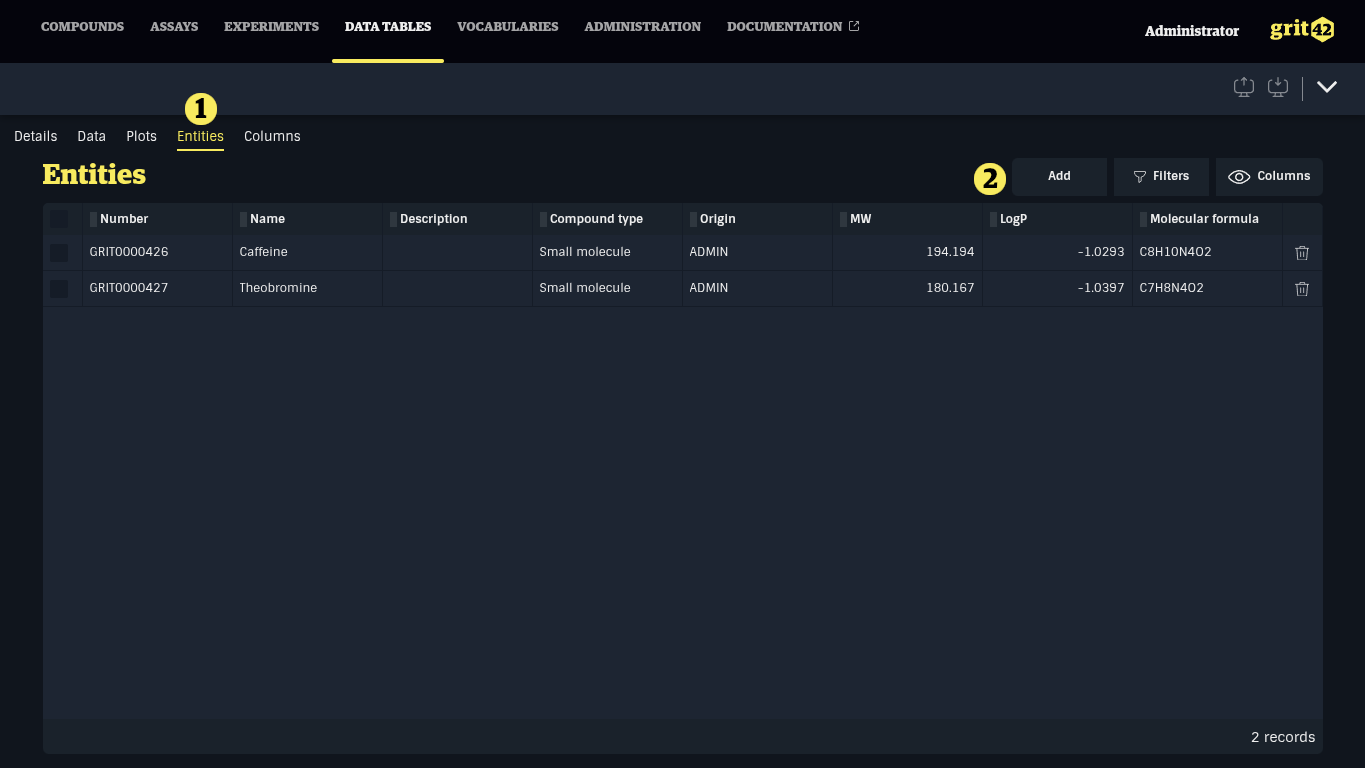 COMPOUNDS ASSAYS EXPERIMENTS DATA TABLES VOCABULARIES ADMINISTRATION DOCUMENTATION Administrator grit42
1
Details Data Plots Entities Columns
Entities 2 Add Filters Columns
Number Name Description Compound type Origin MW LogP Molecular formula
GRIT0000426 Caffeine Small molecule ADMIN 194.194 -1.0293 C8H10N4O2
GRIT0000427 Theobromine Small molecule ADMIN 180.167 -1.0397 C7H8N4O2
2 records